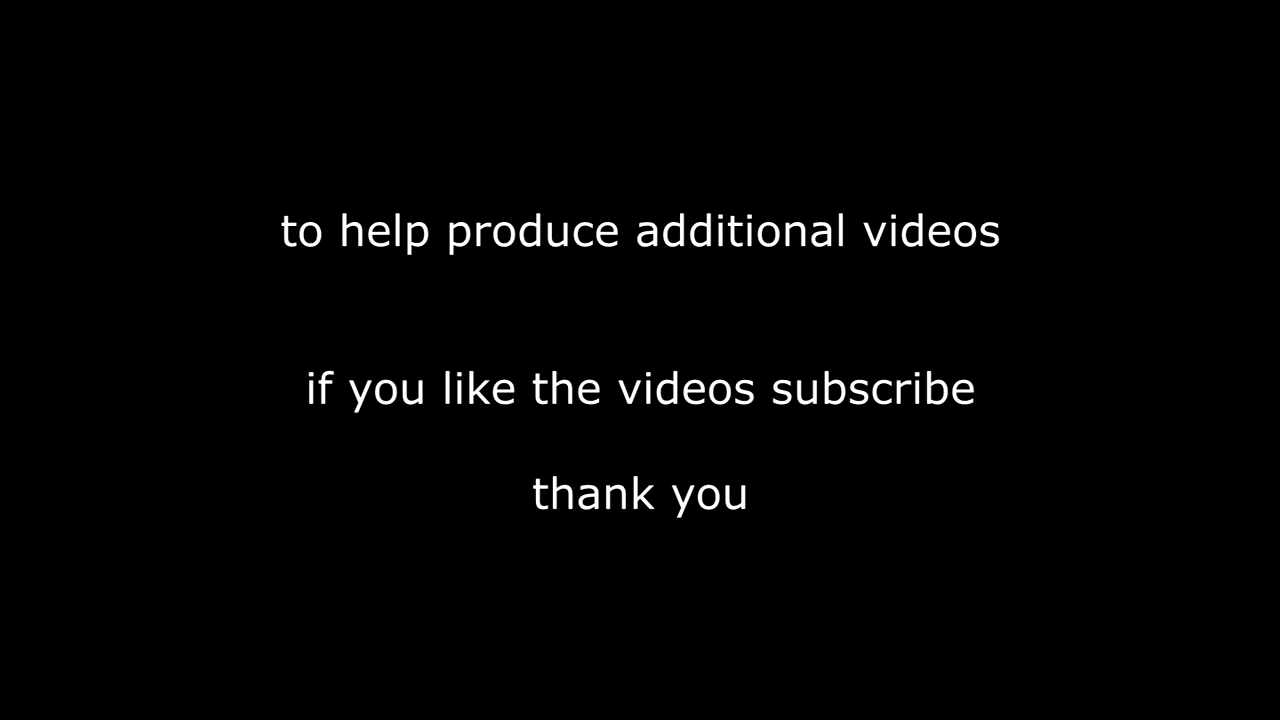 to help produce additional videos
if you like the videos subscribe
thank you